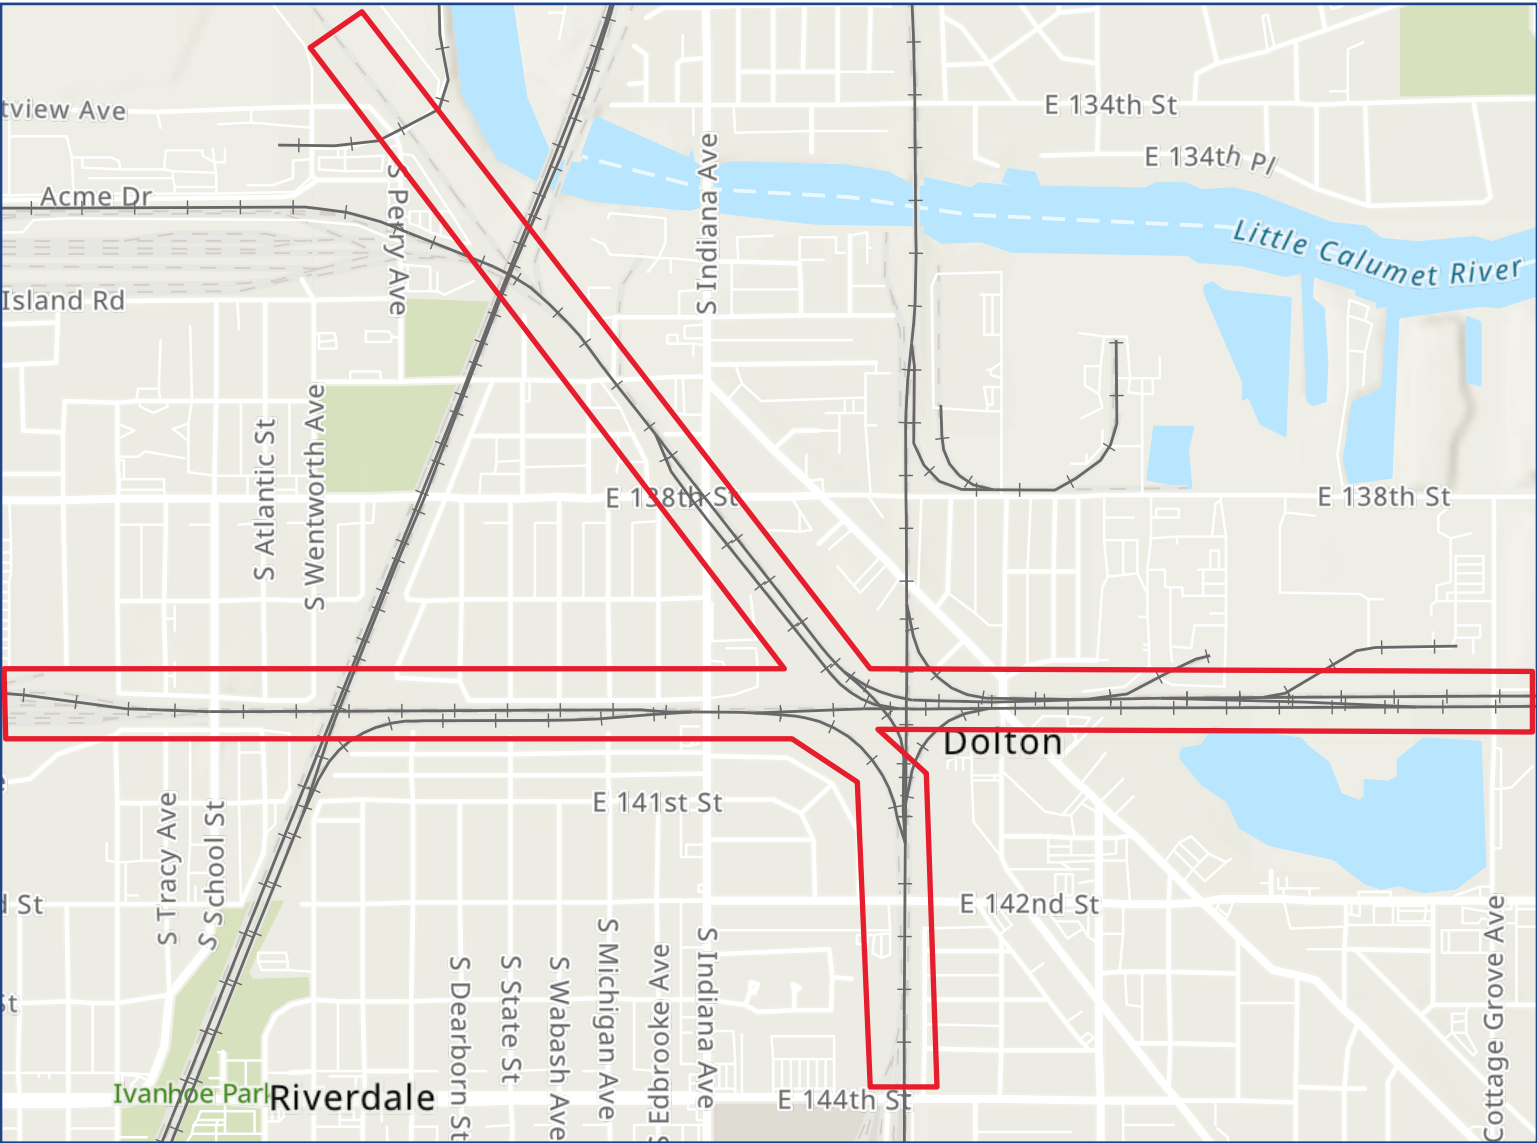 E 134th St
tview Ave
E 134th Pl
Acme Dr
S Perry Ave
S Indiana Ave
Little Calumet River
Island Rd
S Atlantic St
S Wentworth Ave
E 138th St
E 138th St
Dolton
E 141st St
S Tracy Ave
S School St
St
E 142nd St
St
S Dearborn St
S State St
S Wabash Ave
S Michigan Ave
S Edbrooke Ave
S Indiana Ave
Cottage Grove Ave
Ivanhoe Park
Riverdale
E 144th St